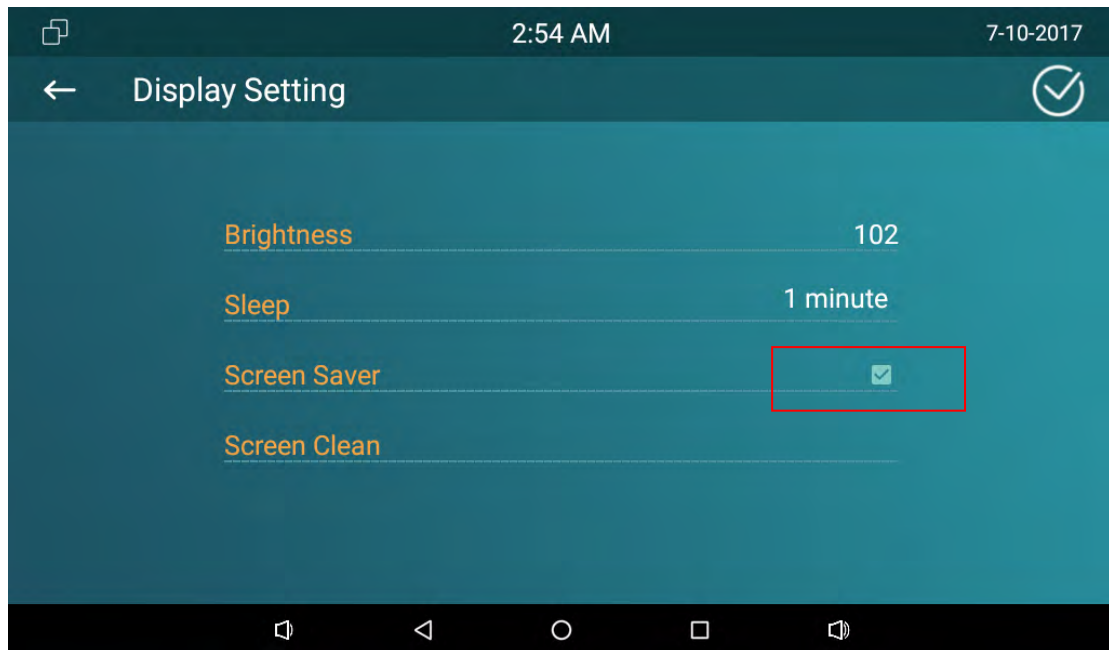 2:54 AM 7-10-2017
Display Setting
Brightness 102
Sleep 1 minute
Screen Saver
Screen Clean